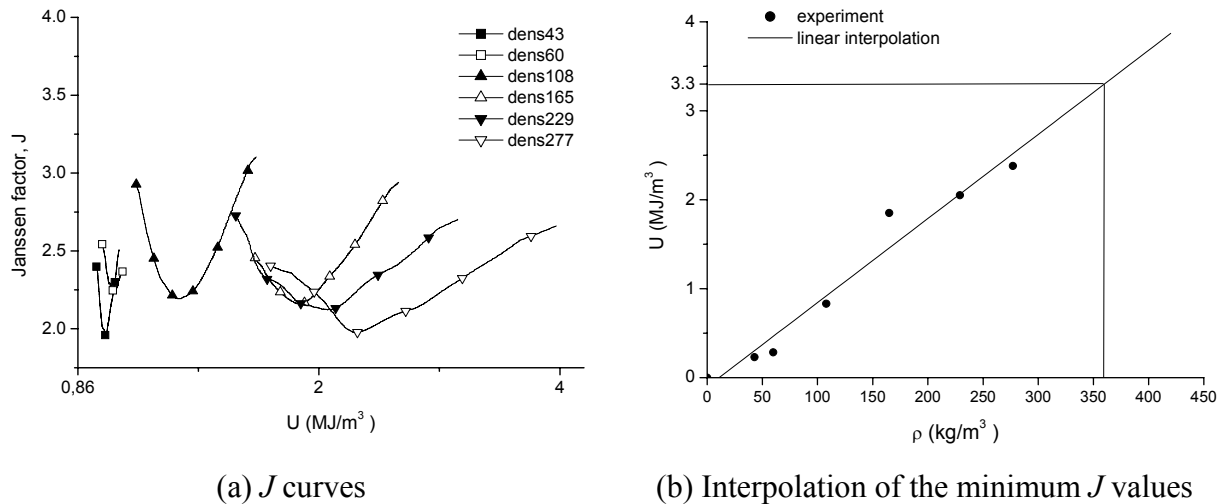 4.0
3.5
3.0
2.5
2.0
Janssen factor, J
0,86
2
4
U (MJ/m³ )
dens43
dens60
dens108
dens165
dens229
dens277
(a) J curves
experiment
linear interpolation
4
3.3
3
2
1
0
U (MJ/m³)
0
50
100
150
200
250
300
350
400
450
ρ (kg/m³ )
(b) Interpolation of the minimum J values